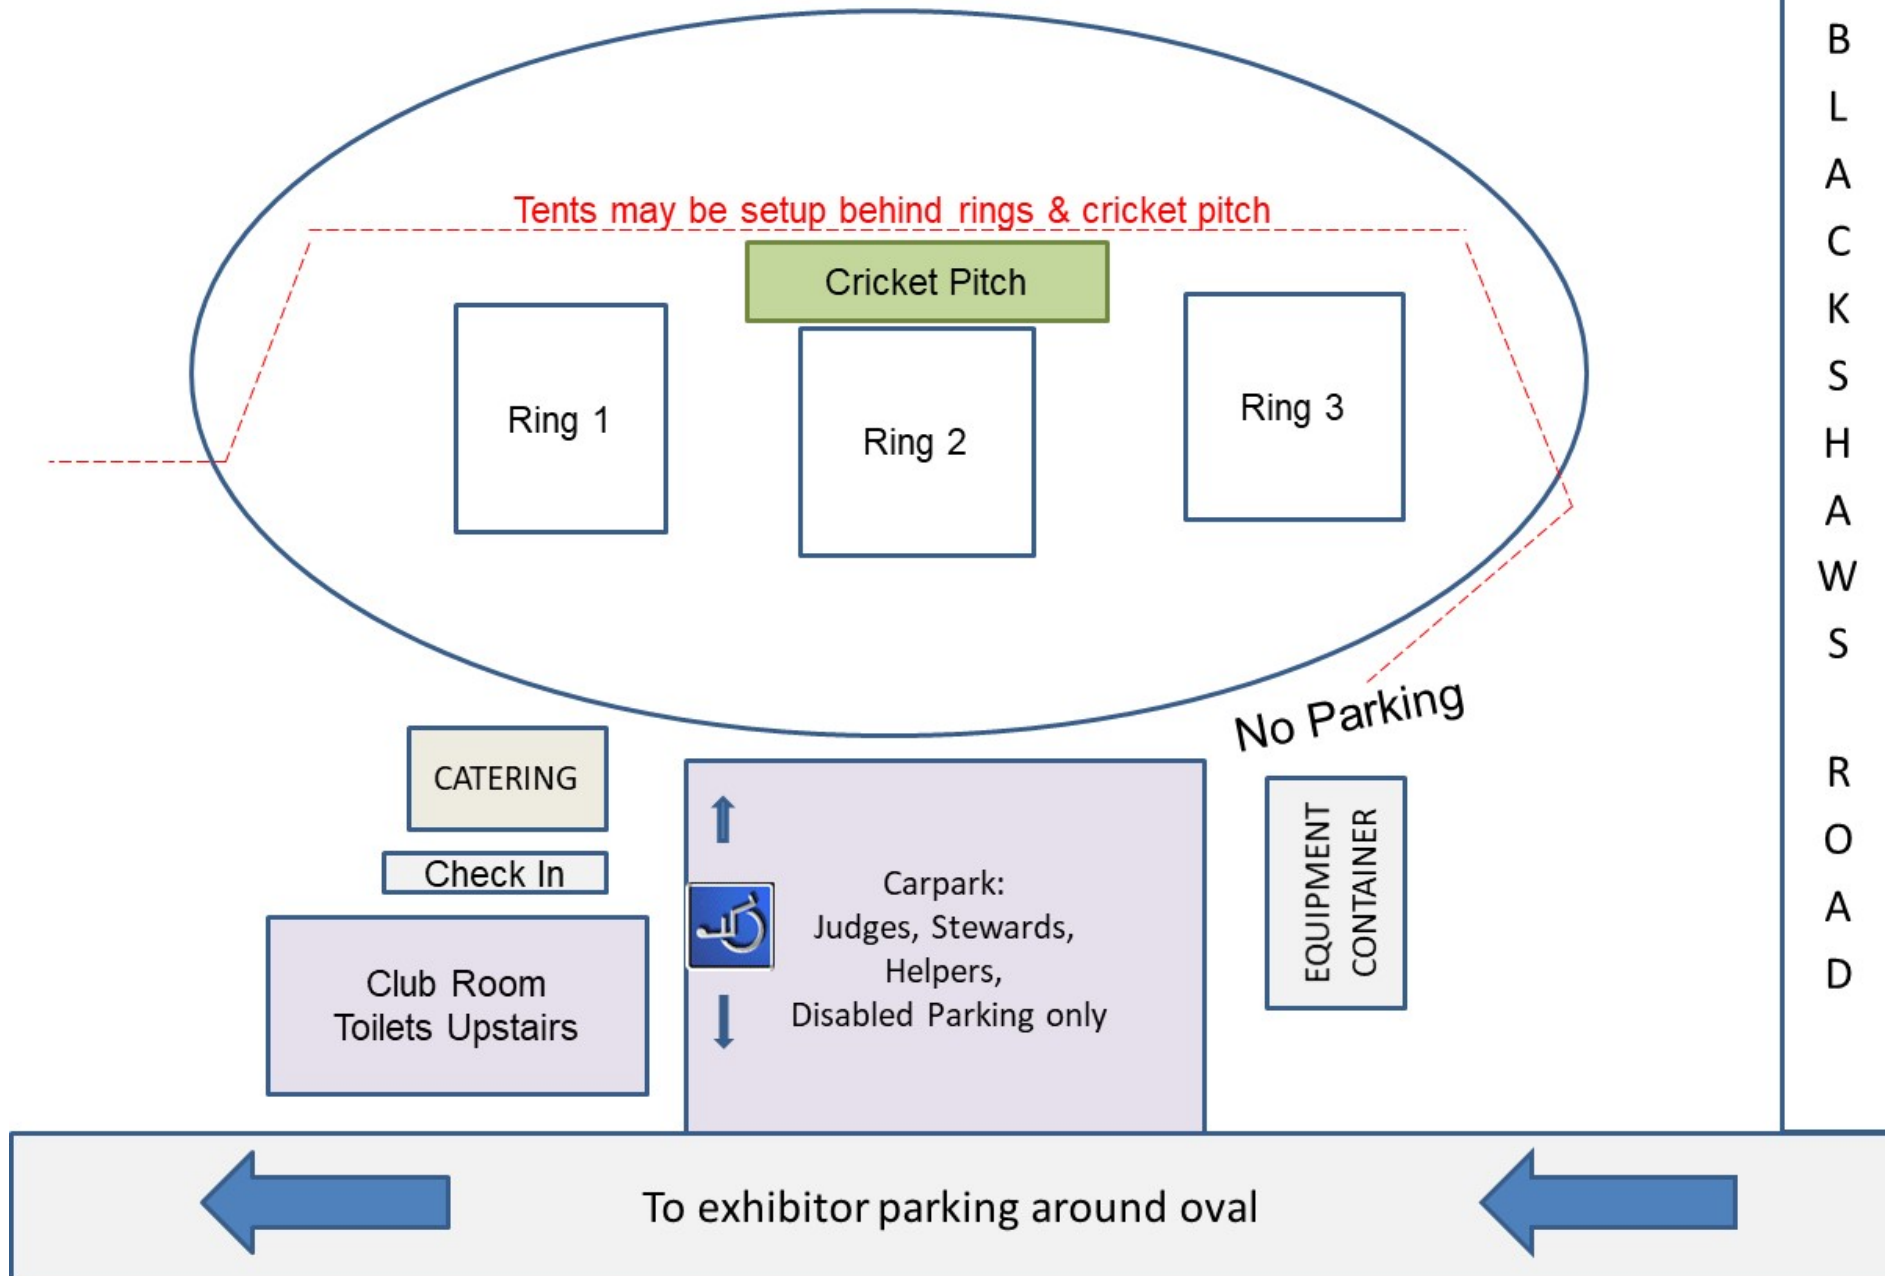 Tents may be setup behind rings & cricket pitch
Cricket Pitch
Ring 1
Ring 2
Ring 3
No Parking
CATERING
Check In
Club Room
Toilets Upstairs
Carpark:
Judges, Stewards,
Helpers,
Disabled Parking only
EQUIPMENT
CONTAINER
BLACKSHAWS ROAD
To exhibitor parking around oval